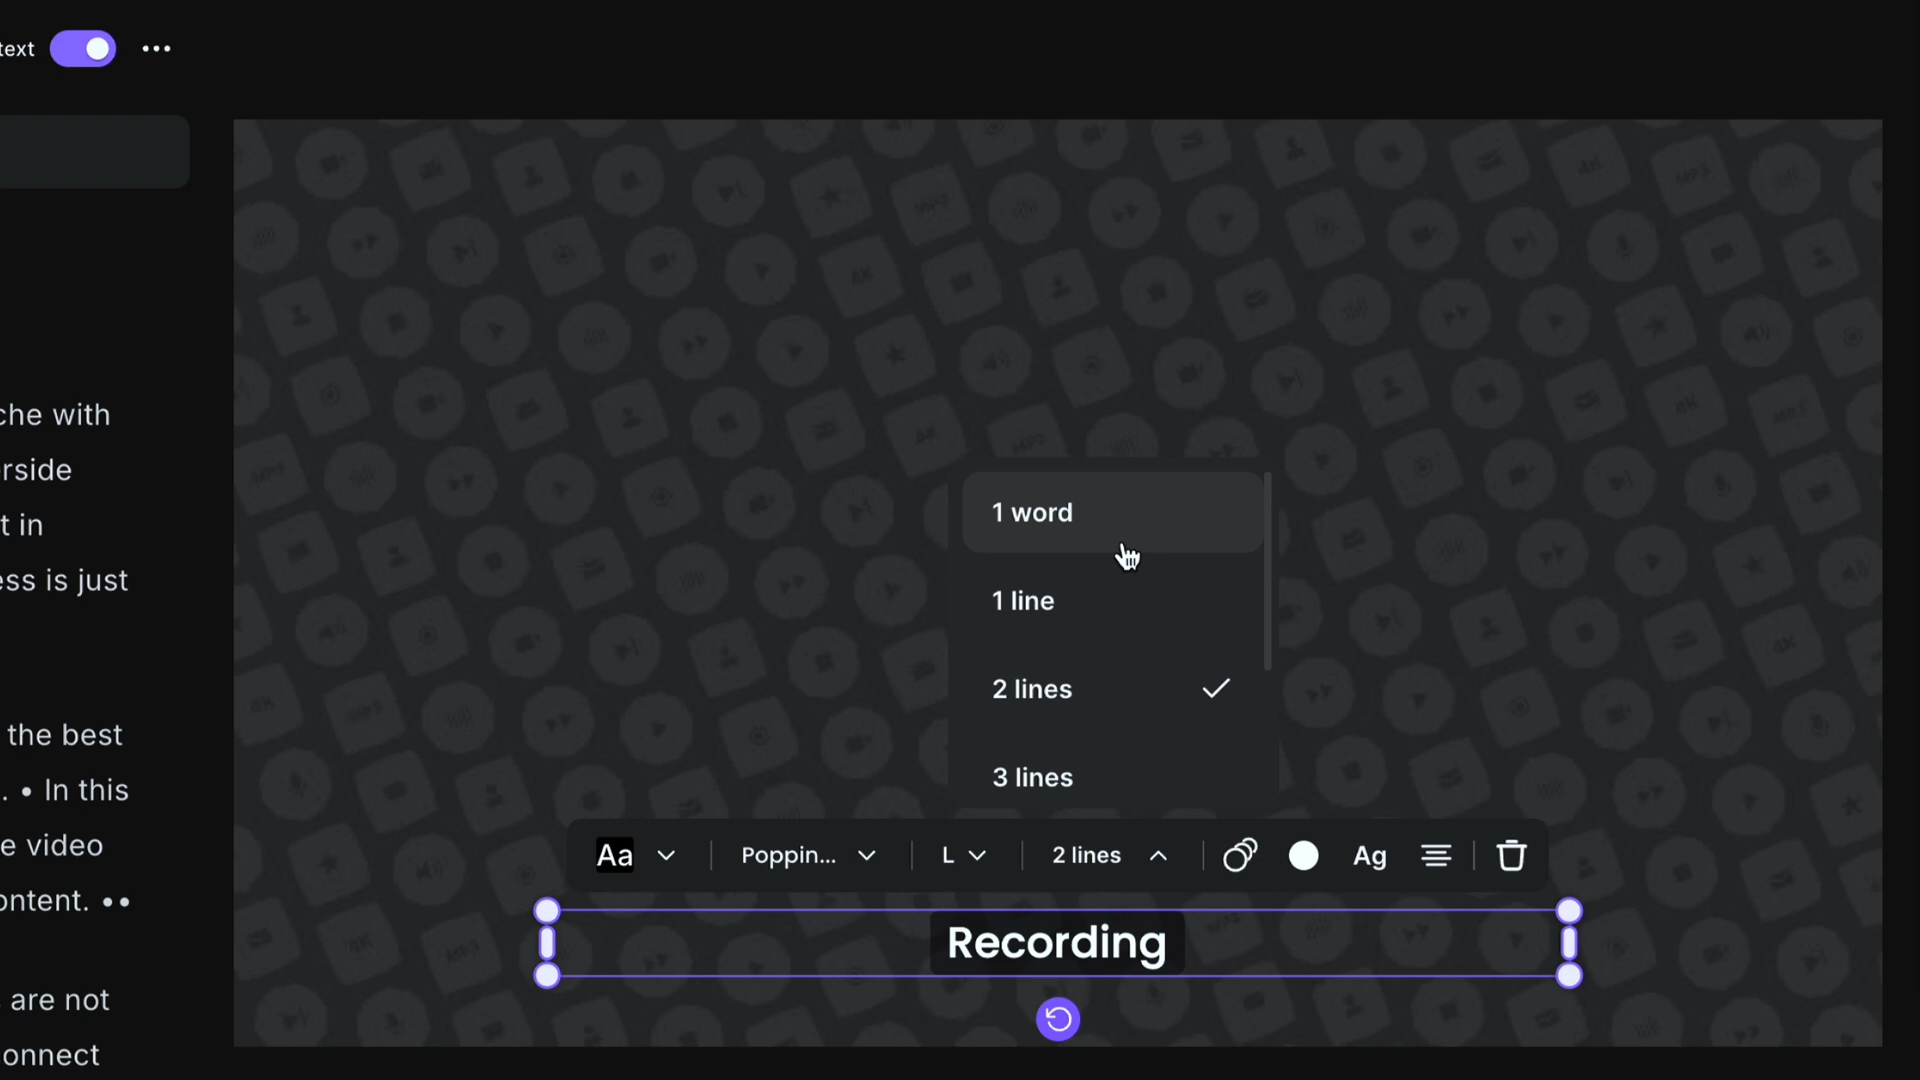 text
che with
rside
t in
ess is just
the best
. • In this
e video
ontent. ••
are not
onnect
1 word
1 line
2 lines
3 lines
Aa
Poppin...
L
2 lines
Ag
Recording